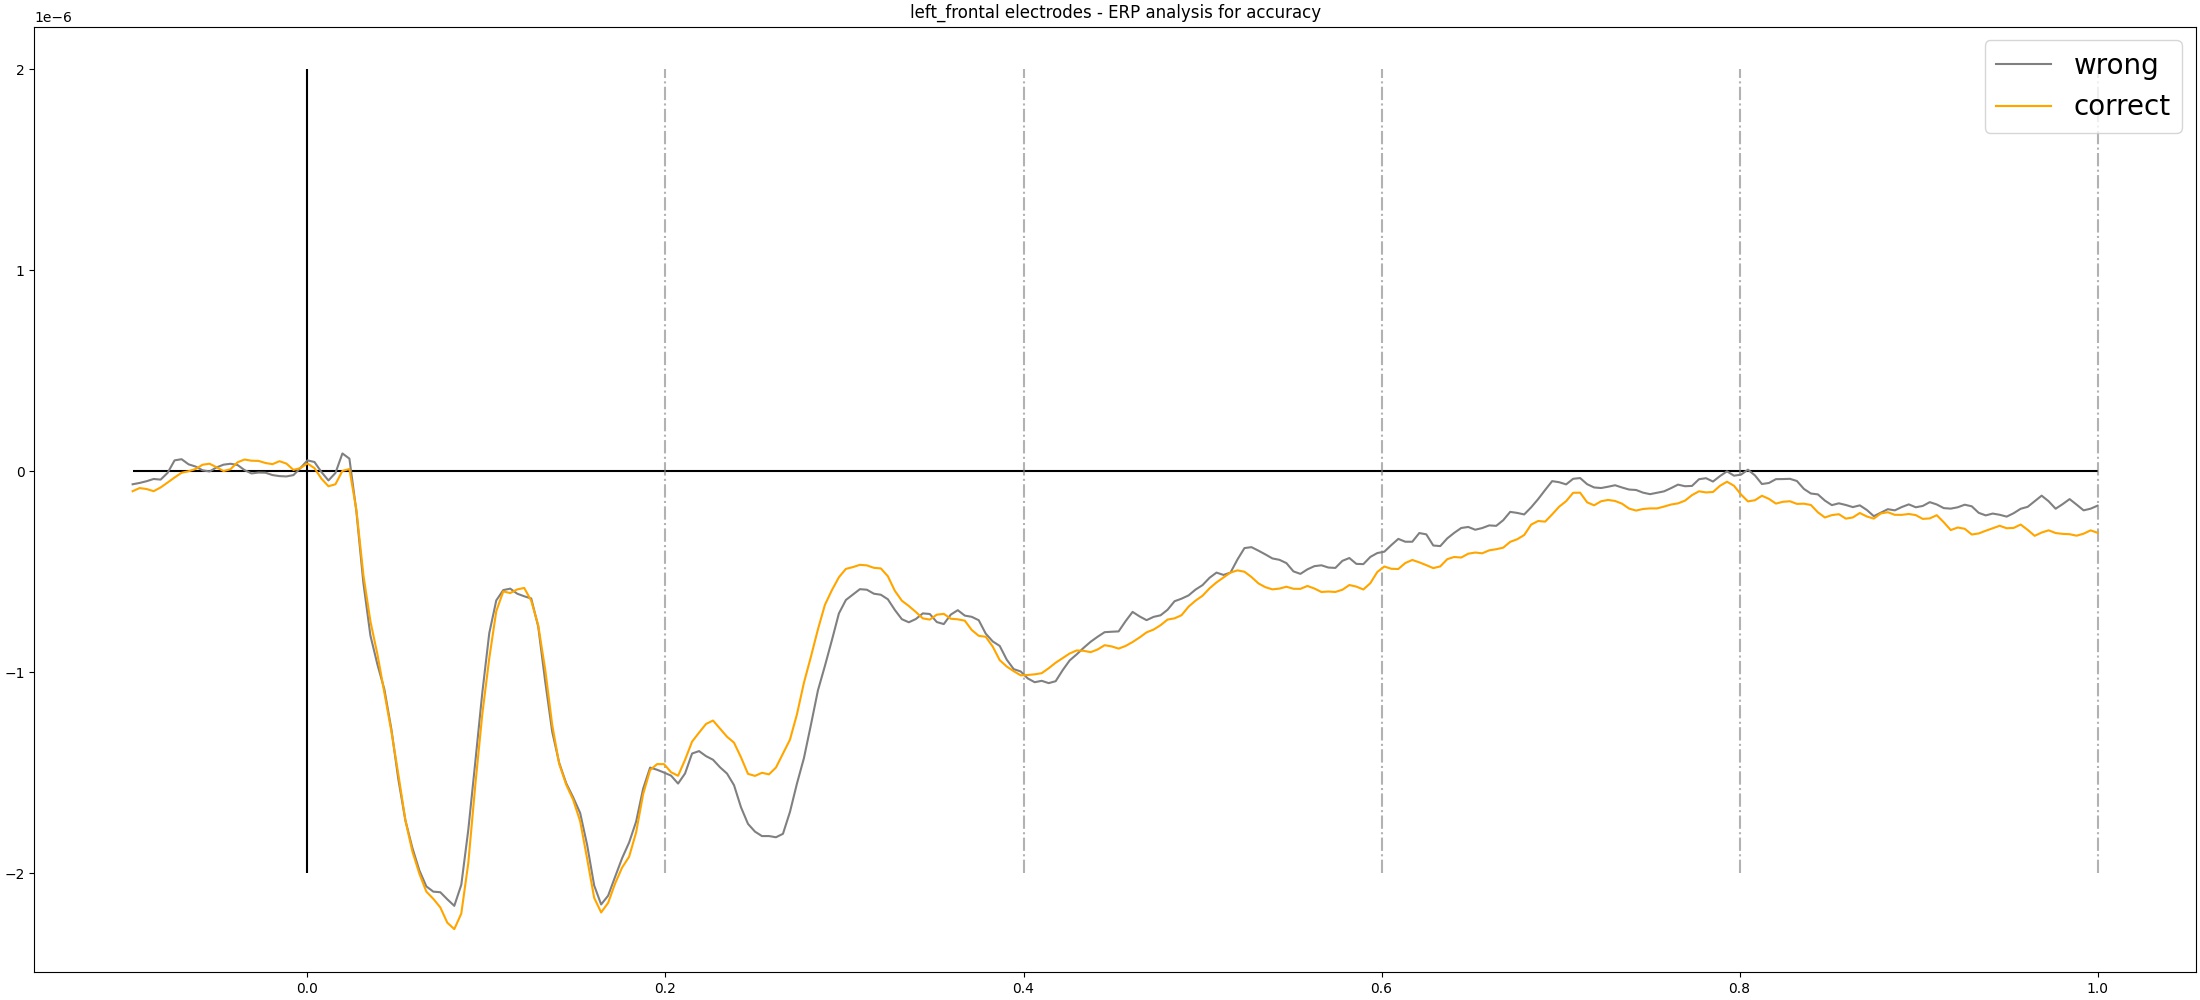 left_frontal electrodes - ERP analysis for accuracy
1e−6
wrong
correct
2
1
0
−1
−2
0.0 0.2 0.4 0.6 0.8 1.0